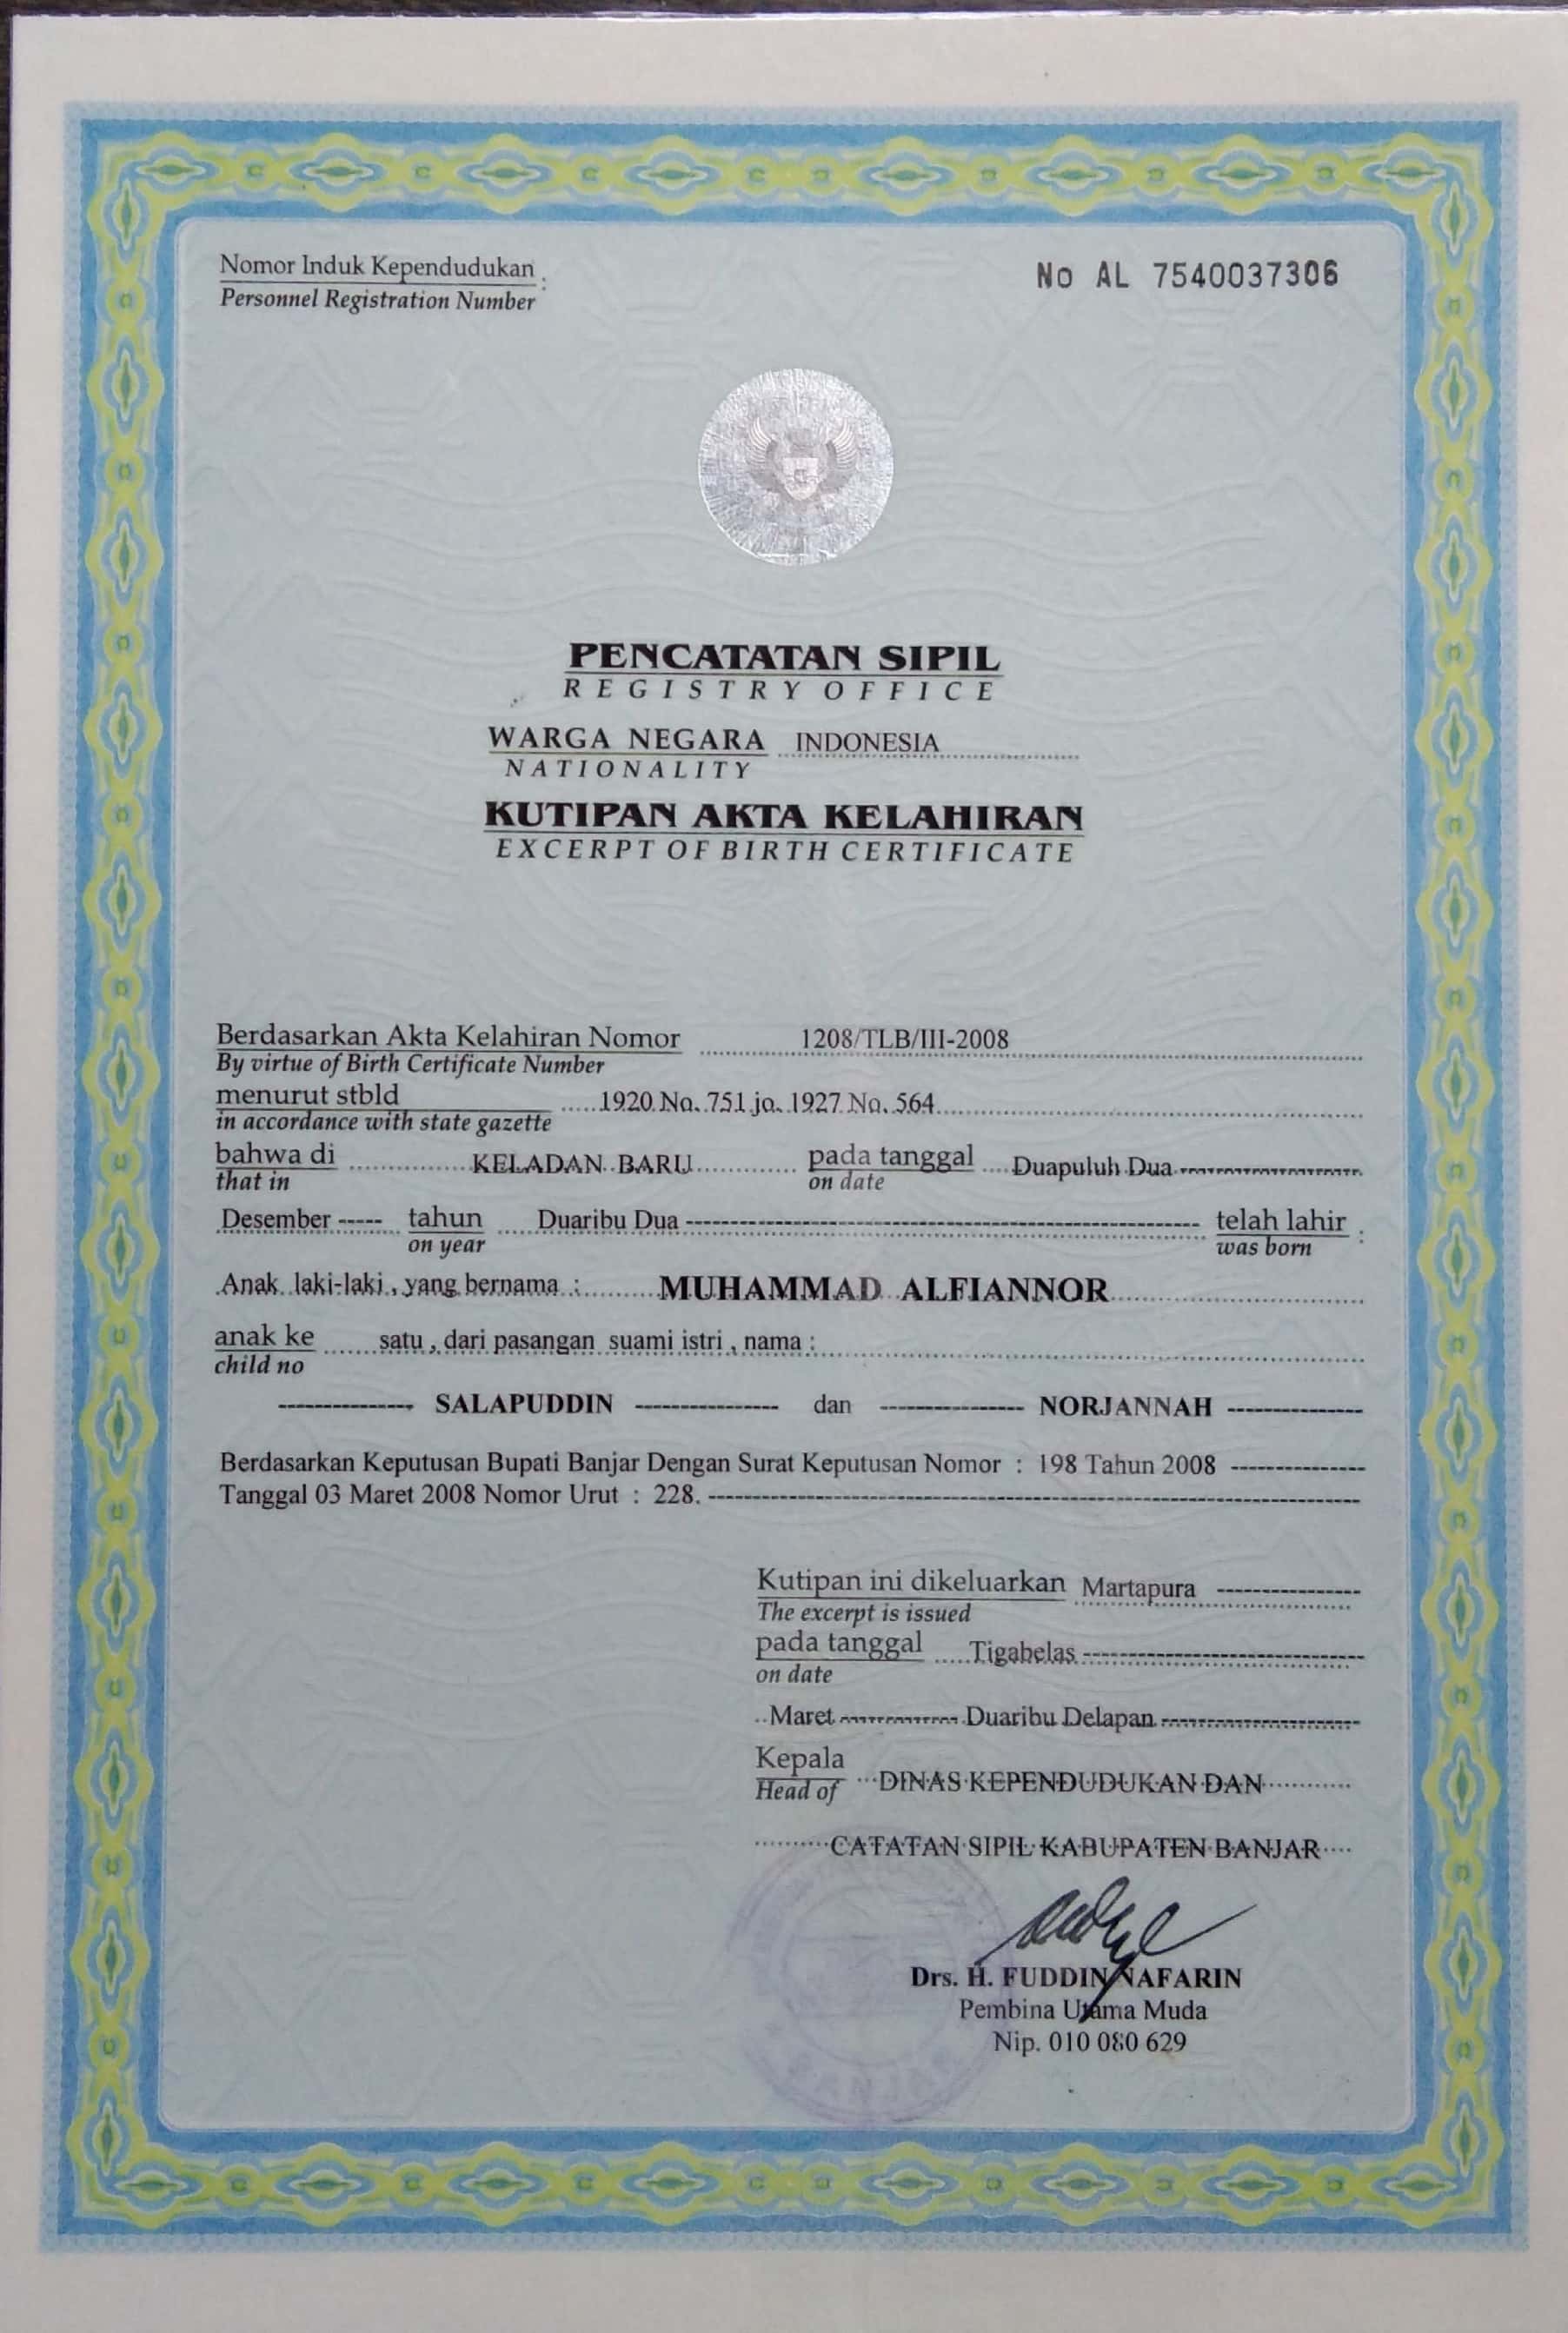 Nomor Induk Kependudukan :
Personnel Registration Number
No AL 7540037306
PENCATATAN SIPIL
REGISTRY OFFICE
WARGA NEGARA INDONESIA
NATIONALITY
KUTIPAN AKTA KELAHIRAN
EXCERPT OF BIRTH CERTIFICATE
Berdasarkan Akta Kelahiran Nomor 1208/TLB/III-2008
By virtue of Birth Certificate Number
menurut stbld 1920 No. 751 jo. 1927 No. 564
in accordance with state gazette
bahwa di KELADAN BARU pada tanggal Duapuluh Dua
that in on date
Desember ----- tahun Duaribu Dua ----- telah lahir :
on year was born
Anak laki-laki , yang bernama : MUHAMMAD ALFIANNOR
anak ke satu , dari pasangan suami istri , nama :
child no
SALAPUDDIN dan NORJANNAH
Berdasarkan Keputusan Bupati Banjar Dengan Surat Keputusan Nomor : 198 Tahun 2008
Tanggal 03 Maret 2008 Nomor Urut : 228.
Kutipan ini dikeluarkan Martapura
The excerpt is issued
pada tanggal Tigabelas
on date
Maret Duaribu Delapan
Kepala DINAS KEPENDUDUKAN DAN
Head of
CATATAN SIPIL KABUPATEN BANJAR
Drs. H. FUDDIN NAFARIN
Pembina Utama Muda
Nip. 010 080 629
BANJAR